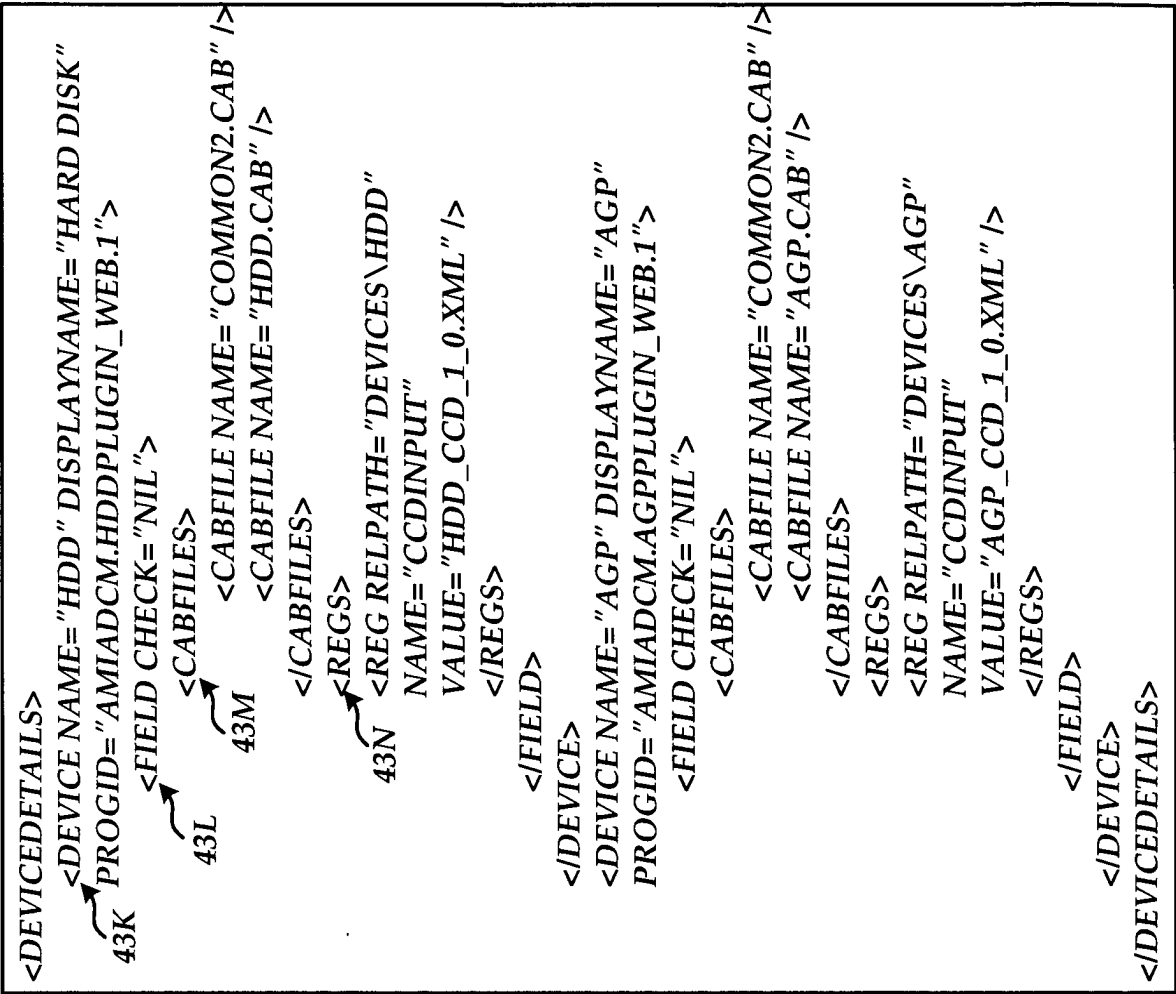 <DEVICEDETAILS>
<DEVICE NAME="HDD" DISPLAYNAME="HARD DISK"
43K
PROGID="AMIADCM.HDDPLUGIN_WEB.1">
<FIELD CHECK="NIL">
43L
<CABFILES>
43M
<CABFILE NAME="COMMON2.CAB" />
<CABFILE NAME="HDD.CAB" />
</CABFILES>
<REGS>
43N
<REG RELPATH="DEVICES\HDD"
NAME="CCDINPUT"
VALUE="HDD_CCD_1_0.XML" />
</REGS>
</FIELD>
</DEVICE>
<DEVICE NAME="AGP" DISPLAYNAME="AGP"
PROGID="AMIADCM.AGPPLUGIN_WEB.1">
<FIELD CHECK="NIL">
<CABFILES>
<CABFILE NAME="COMMON2.CAB" />
<CABFILE NAME="AGP.CAB" />
</CABFILES>
<REGS>
<REG RELPATH="DEVICES\AGP"
NAME="CCDINPUT"
VALUE="AGP_CCD_1_0.XML" />
</REGS>
</FIELD>
</DEVICE>
</DEVICEDETAILS>